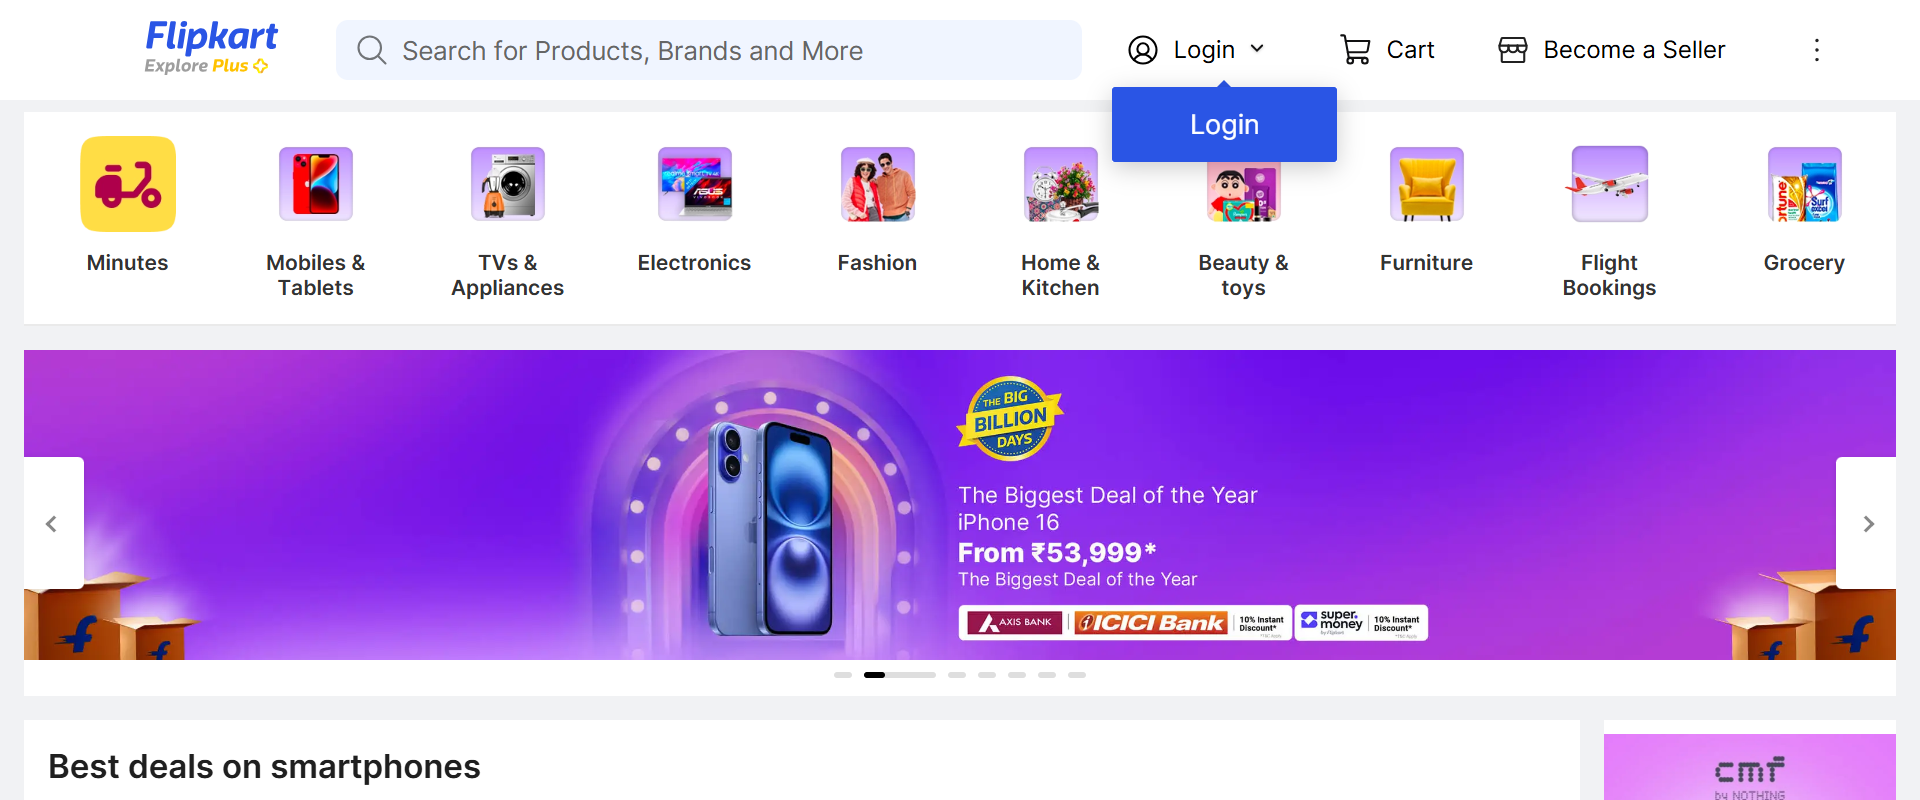 Flipkart
Explore Plus
Search for Products, Brands and More
Login
Cart
Become a Seller
Login
Minutes
Mobiles &
Tablets
TVs &
Appliances
Electronics
Fashion
Home &
Kitchen
Beauty &
toys
Furniture
Flight
Bookings
Grocery
THE BIG
BILLION
DAYS
The Biggest Deal of the Year
iPhone 16
From ₹53,999*
The Biggest Deal of the Year
AXIS BANK
ICICI Bank
10% Instant
Discount*
super.
money
by Flipkart
10% Instant
Discount*
Best deals on smartphones
cmf
by NOTHING